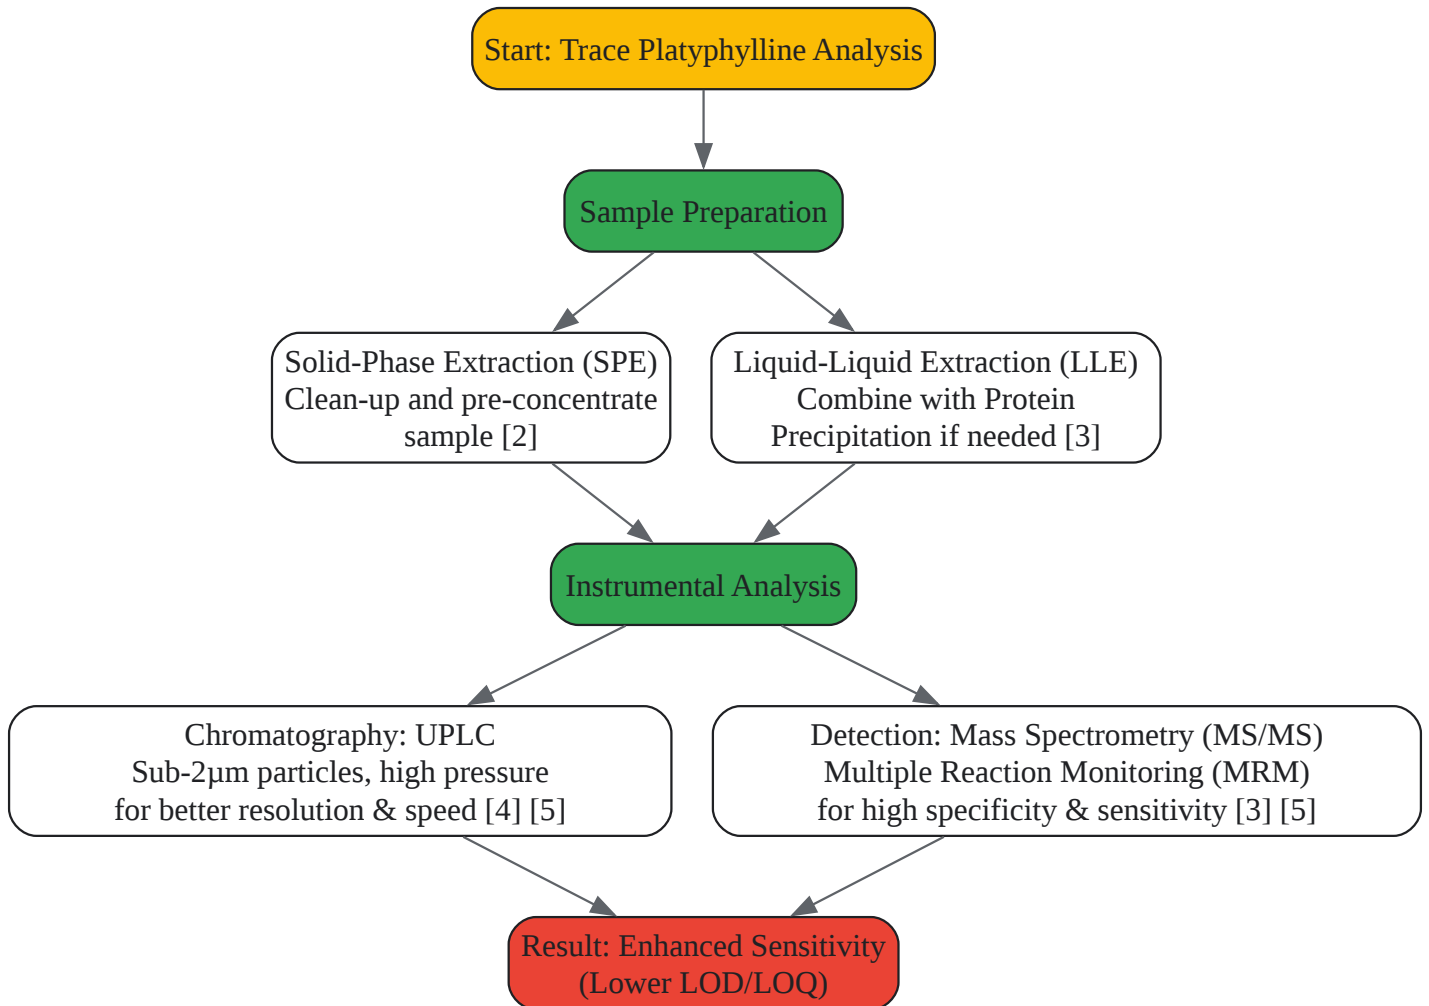 Start: Trace Platyphylline Analysis
Sample Preparation
Solid-Phase Extraction (SPE)
Clean-up and pre-concentrate
sample [2]
Liquid-Liquid Extraction (LLE)
Combine with Protein
Precipitation if needed [3]
Instrumental Analysis
Chromatography: UPLC
Sub-2µm particles, high pressure
for better resolution & speed [4] [5]
Detection: Mass Spectrometry (MS/MS)
Multiple Reaction Monitoring (MRM)
for high specificity & sensitivity [3] [5]
Result: Enhanced Sensitivity
(Lower LOD/LOQ)